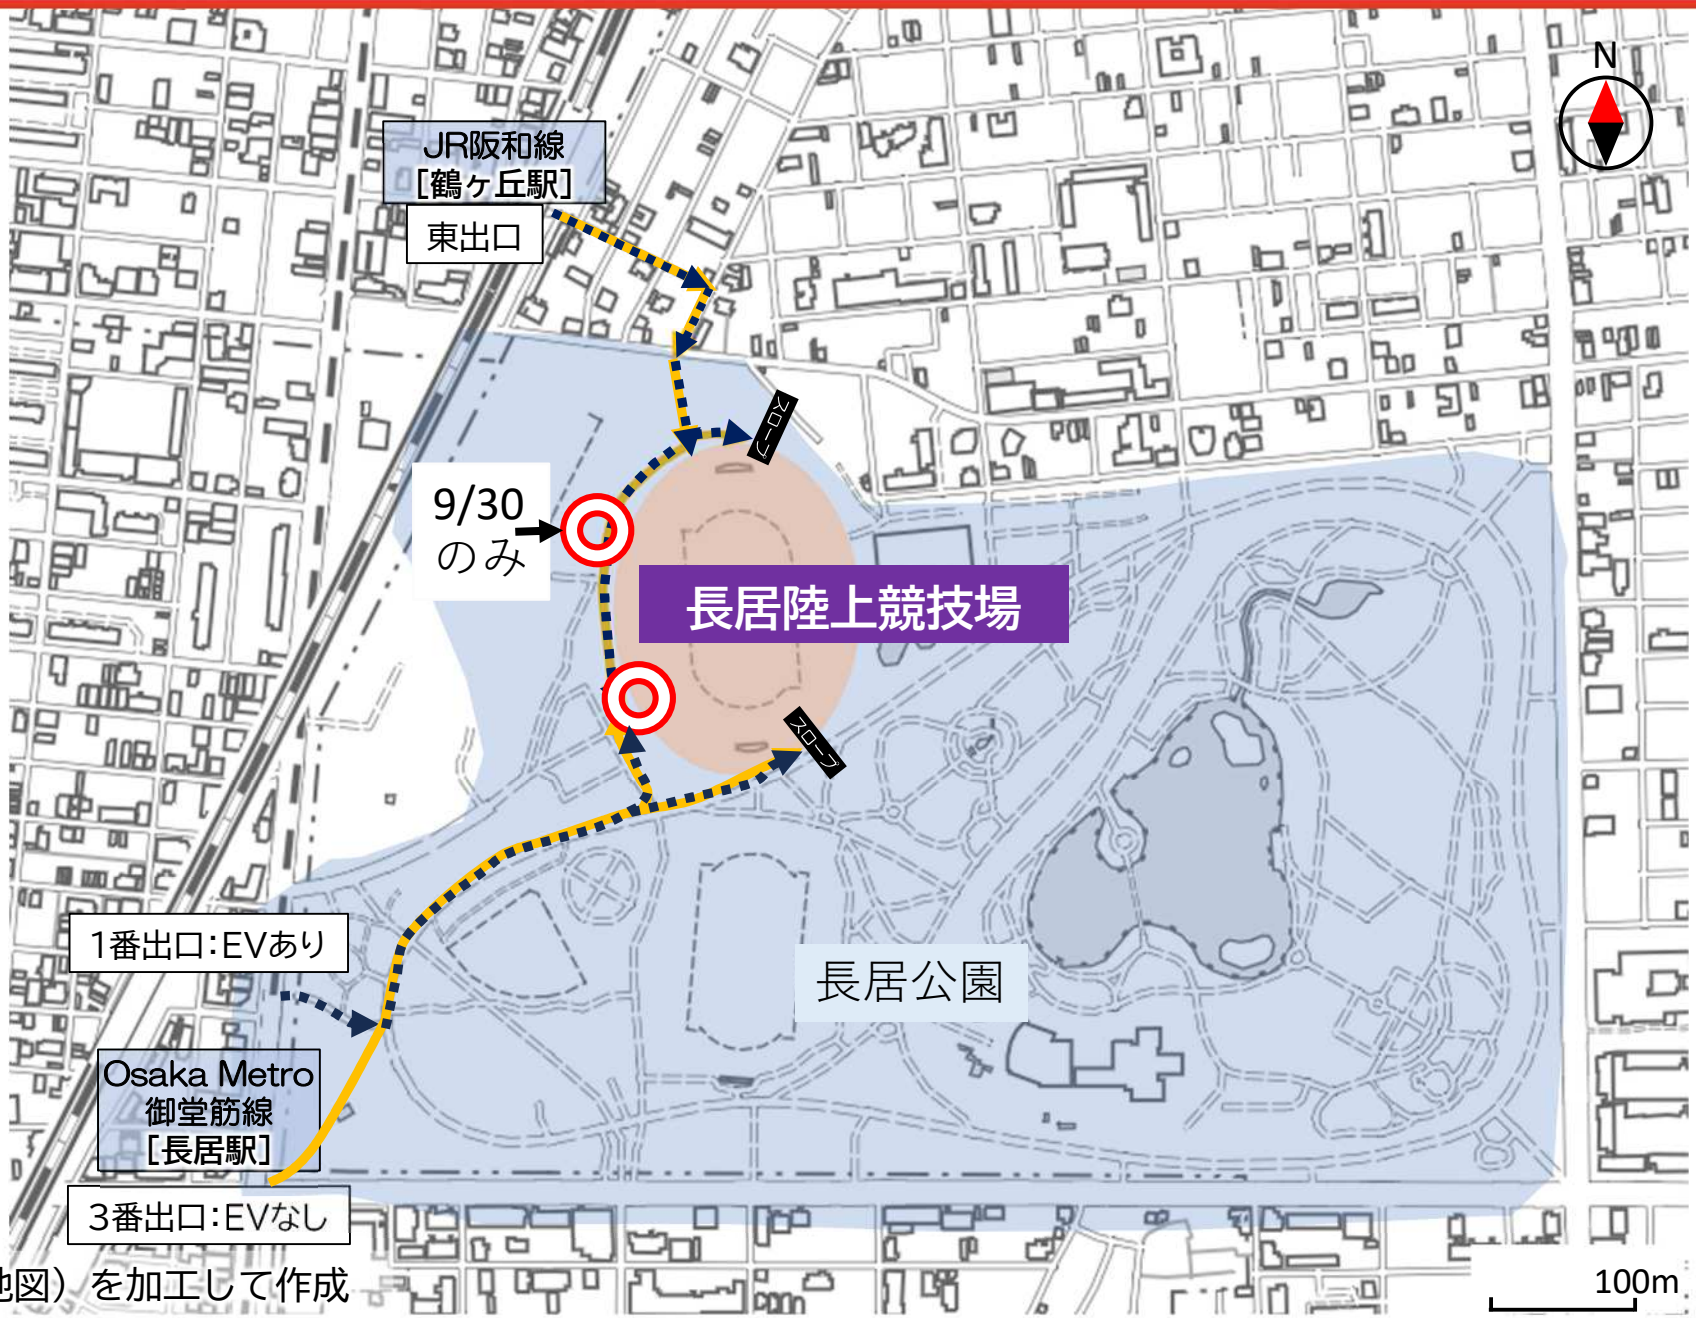 N
JR阪和線
[鶴ヶ丘駅]
東出口
スロープ
9/30
のみ
長居陸上競技場
スロープ
1番出口:EVあり
長居公園
Osaka Metro
御堂筋線
[長居駅]
3番出口:EVなし
地図）を加工して作成
100m